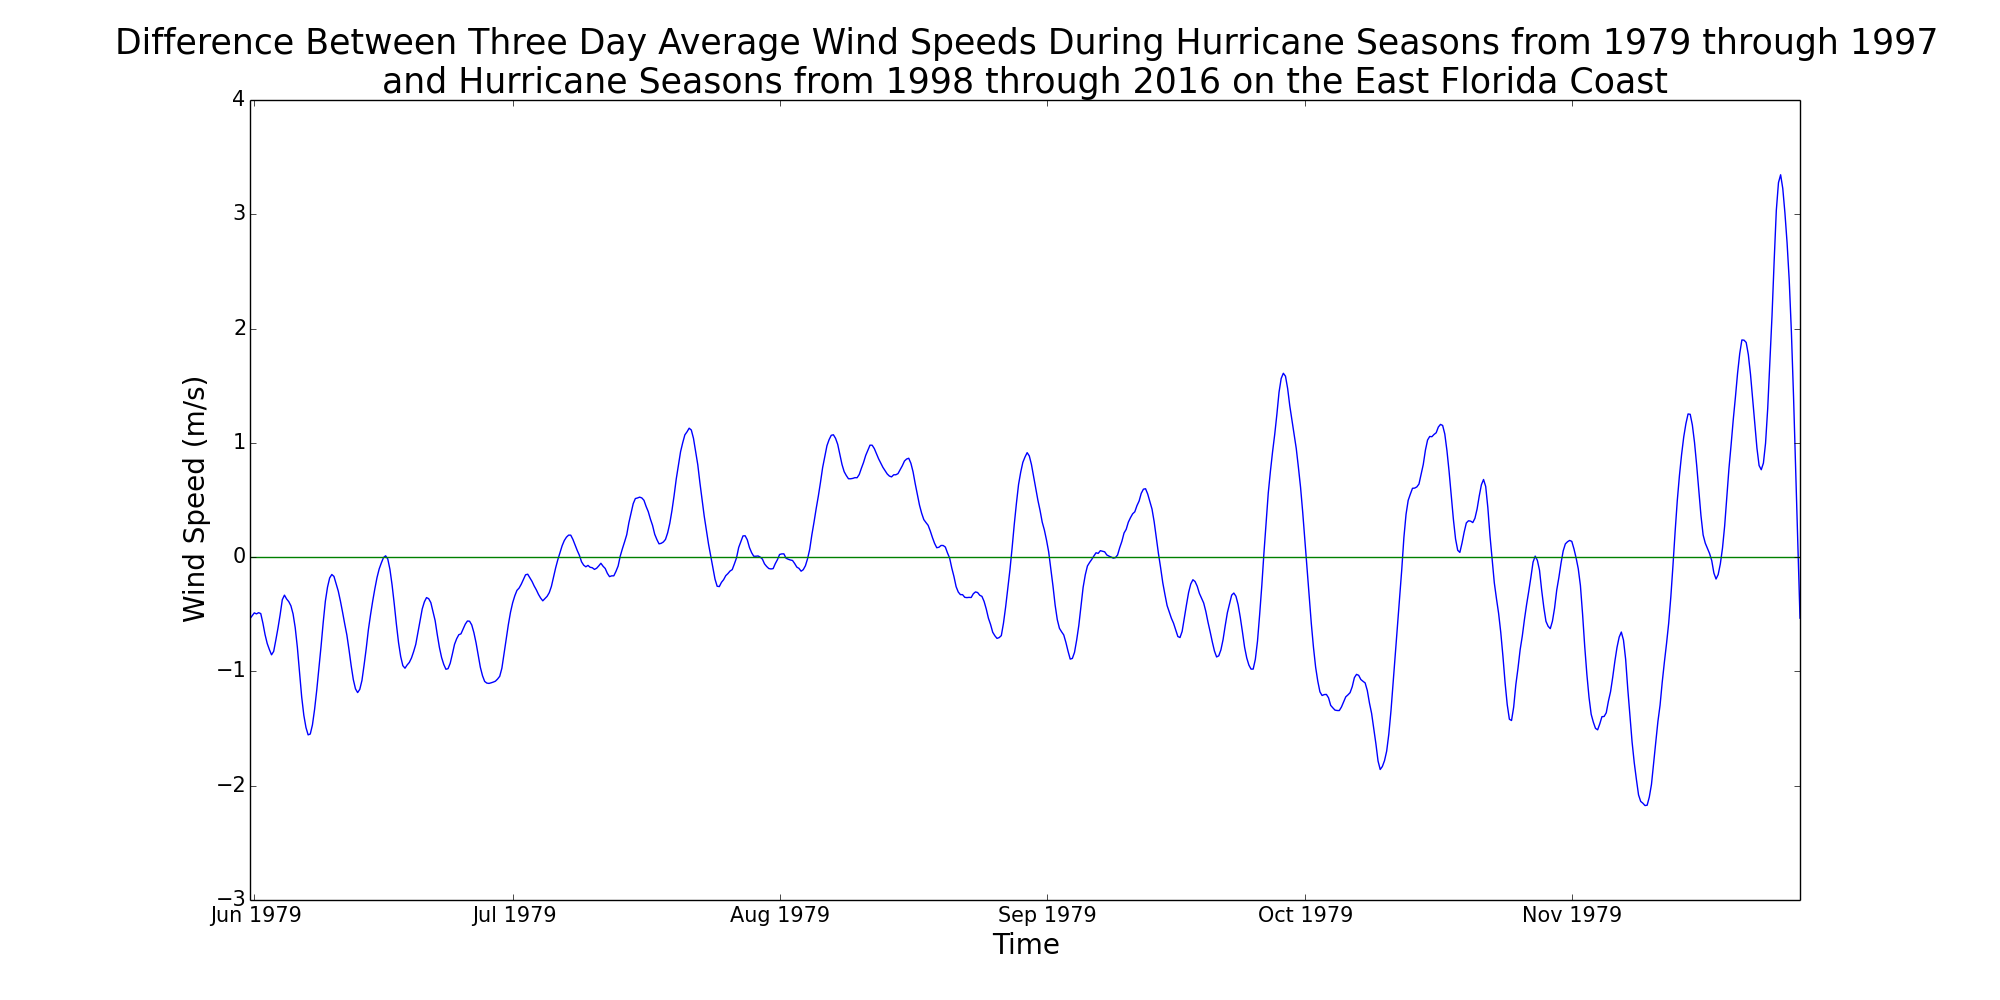 Difference Between Three Day Average Wind Speeds During Hurricane Seasons from 1979 through 1997
and Hurricane Seasons from 1998 through 2016 on the East Florida Coast
4
3
2
1
0
−1
−2
−3
Wind Speed (m/s)
Jun 1979 Jul 1979 Aug 1979 Sep 1979 Oct 1979 Nov 1979
Time